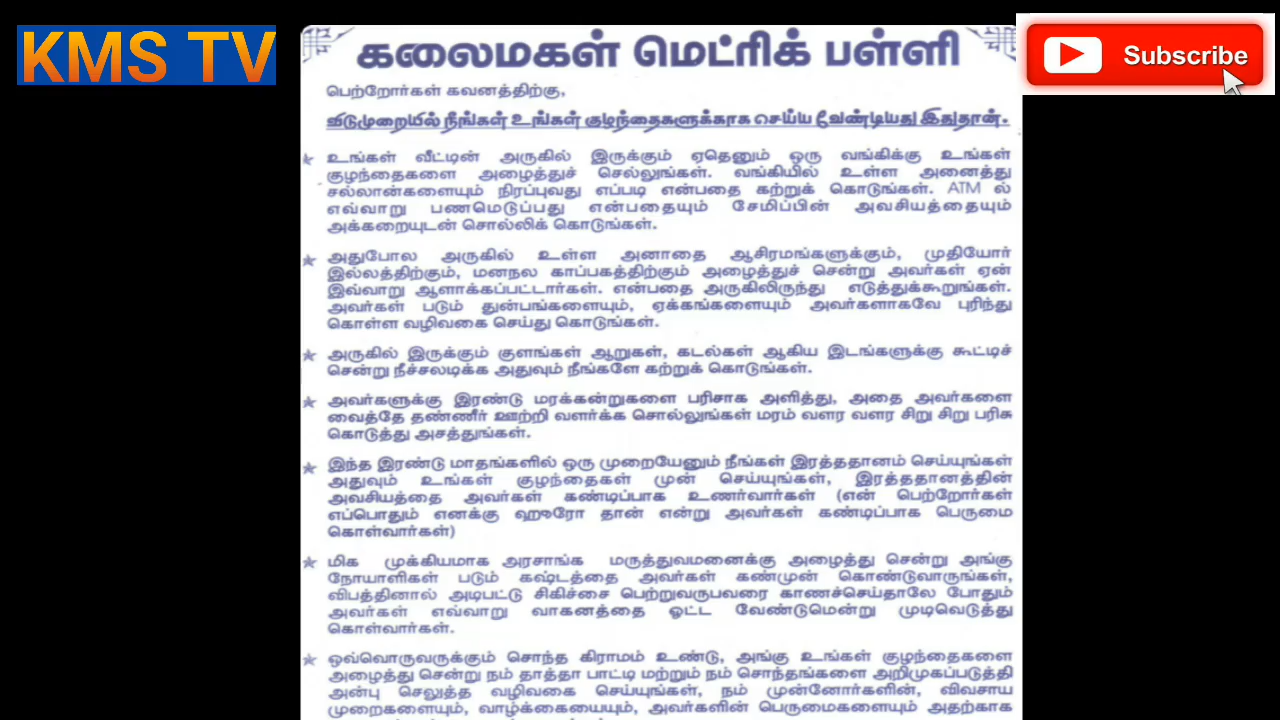 KMS TV
Subscribe
கலைமகள் மெட்ரிக் பள்ளி
பெற்றோர்கள் கவனத்திற்கு,
விடுமுறையில் நீங்கள் உங்கள் குழந்தைகளுக்காக செய்ய வேண்டியது இதுதான்.
உங்கள் வீட்டின் அருகில் இருக்கும் ஏதெனும் ஒரு வங்கிக்கு உங்கள்
குழந்தைகளை அழைத்துச் செல்லுங்கள். வங்கியில் உள்ள அனைத்து
சல்லான்களையும் நிரப்புவது எப்படி என்பதை கற்றுக் கொடுங்கள். ATM ல்
எவ்வாறு பணமெடுப்பது என்பதையும் சேமிப்பின் அவசியத்தையும்
அக்கறையுடன் சொல்லிக் கொடுங்கள்.
அதுபோல அருகில் உள்ள அனாதை ஆசிரமங்களுக்கும், முதியோர்
இல்லத்திற்கும், மனநல காப்பகத்திற்கும் அழைத்துச் சென்று அவர்கள் ஏன்
இவ்வாறு ஆளாக்கப்பட்டார்கள். என்பதை அருகிலிருந்து எடுத்துக்கூறுங்கள்.
அவர்கள் படும் துன்பங்களையும், ஏக்கங்களையும் அவர்களாகவே புரிந்து
கொள்ள வழிவகை செய்து கொடுங்கள்.
அருகில் இருக்கும் குளங்கள் ஆறுகள், கடல்கள் ஆகிய இடங்களுக்கு கூட்டிச்
சென்று நீச்சலடிக்க அதுவும் நீங்களே கற்றுக் கொடுங்கள்.
அவர்களுக்கு இரண்டு மரக்கன்றுகளை பரிசாக அளித்து, அதை அவர்களை
வைத்தே தண்ணீர் ஊற்றி வளர்க்க சொல்லுங்கள் மரம் வளர வளர சிறு சிறு பரிசு
கொடுத்து அசத்துங்கள்.
இந்த இரண்டு மாதங்களில் ஒரு முறையேனும் நீங்கள் இரத்ததானம் செய்யுங்கள்
அதுவும் உங்கள் குழந்தைகள் முன் செய்யுங்கள், இரத்ததானத்தின்
அவசியத்தை அவர்கள் கண்டிப்பாக உணர்வார்கள் (என் பெற்றோர்கள்
எப்பொதும் எனக்கு ஹூரோ தான் என்று அவர்கள் கண்டிப்பாக பெருமை
கொள்வார்கள்)
மிக முக்கியமாக அரசாங்க மருத்துவமனைக்கு அழைத்து சென்று அங்கு
நோயாளிகள் படும் கஷ்டத்தை அவர்கள் கண்முன் கொண்டுவாருங்கள்,
விபத்தினால் அடிபட்டு சிகிச்சை பெற்றுவருபவரை காணச்செய்தாலே போதும்
அவர்கள் எவ்வாறு வாகனத்தை ஓட்ட வேண்டுமென்று முடிவெடுத்து
கொள்வார்கள்.
ஒவ்வொருவருக்கும் சொந்த கிராமம் உண்டு, அங்கு உங்கள் குழந்தைகளை
அழைத்து சென்று நம் தாத்தா பாட்டி மற்றும் நம் சொந்தங்களை அறிமுகப்படுத்தி
அன்பு செலுத்த வழிவகை செய்யுங்கள், நம் முன்னோர்களின், விவசாய
முறைகளையும், வாழ்க்கையையும், அவர்களின் பெருமைகளையும் அதற்காக